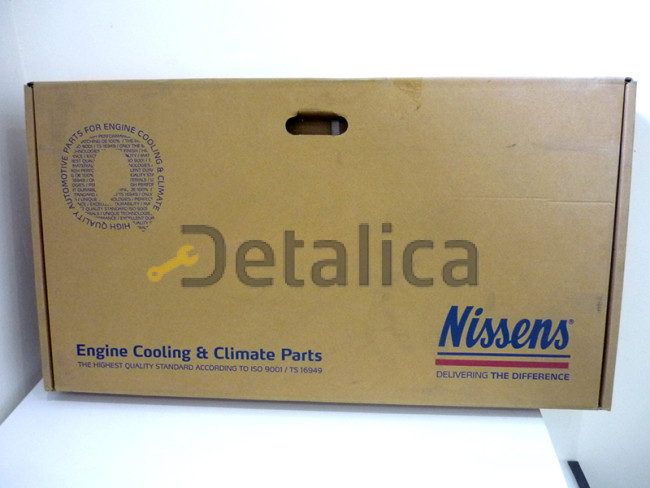 HIGH QUALITY AUTOMOTIVE PARTS FOR ENGINE COOLING & CLIMATE
Detalica
Nissens®
Engine Cooling & Climate Parts
THE HIGHEST QUALITY STANDARD ACCORDING TO ISO 9001 / TS 16949
DELIVERING THE DIFFERENCE